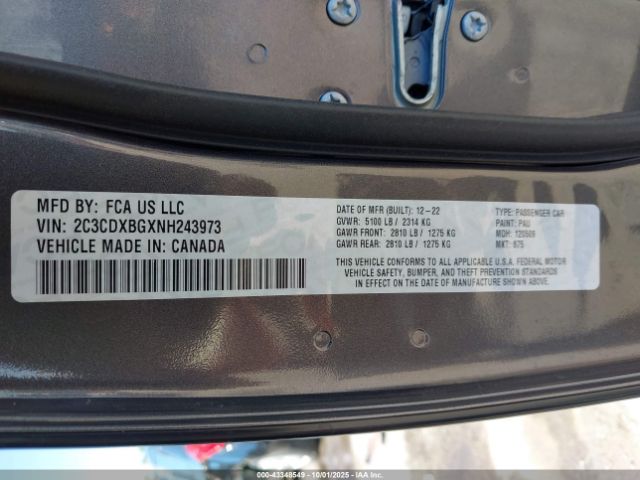 MFD BY: FCA US LLC
VIN: 2C3CDXBGXNH243973
VEHICLE MADE IN: CANADA
DATE OF MFR (BUILT): 12-22
GVWR: 5100 LB / 2314 KG
GAWR FRONT: 2810 LB / 1275 KG
GAWR REAR: 2810 LB / 1275 KG
TYPE: PASSENGER CAR
PAINT: PAU
MDH: 120509
MKT: 675
THIS VEHICLE CONFORMS TO ALL APPLICABLE U.S.A. FEDERAL MOTOR
VEHICLE SAFETY, BUMPER, AND THEFT PREVENTION STANDARDS
IN EFFECT ON THE DATE OF MANUFACTURE SHOWN ABOVE.
000-43348549 - 10/01/2025 - IAAI.COM